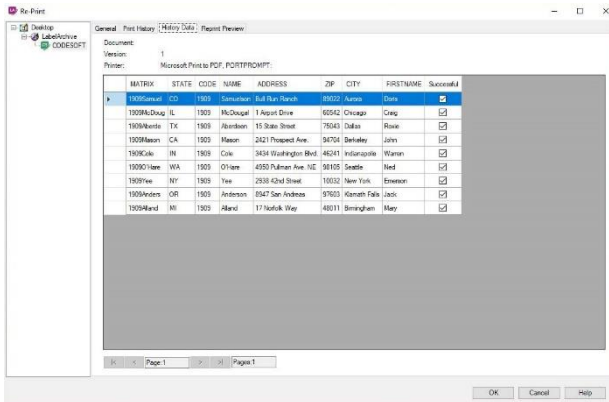 Re-Print
Desktop
LabelArchive
CODESOFT
General Print History History Data Reprint Preview
Document:
Version: 1
Printer: Microsoft Print to PDF, PORTPROMPT:
MATRIX STATE CODE NAME ADDRESS ZIP CITY FIRSTNAME Successful
1909Samuel CO 1909 Samuelson Bull Run Ranch 89022 Aurora Doris
1909McDoug IL 1909 McDougal 1 Airport Drive 60542 Chicago Craig
1909Aberde TX 1909 Aberdeen 15 State Street 75043 Dallas Roxie
1909Mason CA 1909 Mason 2421 Prospect Ave. 94704 Berkeley John
1909Cole IN 1909 Cole 3434 Washington Blvd. 46241 Indianapolis Warren
1909O'Hare WA 1909 O'Hare 4950 Pullman Ave. NE 98105 Seattle Ned
1909Yee NY 1909 Yee 2938 42nd Street 10032 New York Emerson
1909Anders OR 1909 Anderson 8947 San Andreas 97603 Klamath Falls Jack
1909Alland MI 1909 Alland 17 Norfolk Way 48011 Birmingham Mary
Page:1 Pages:1
OK Cancel Help